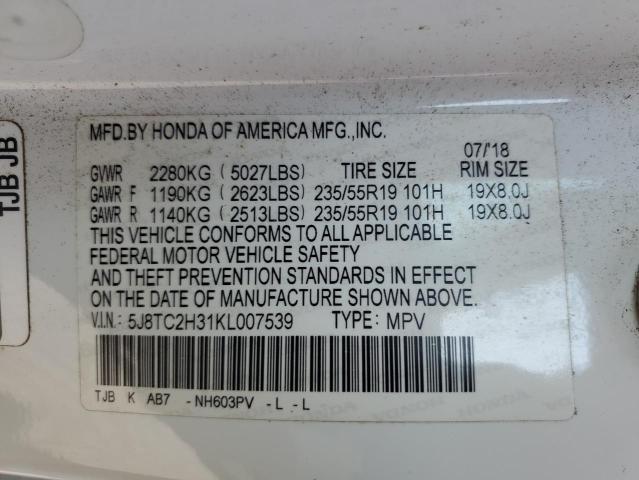 TJB JB
MFD.BY HONDA OF AMERICA MFG.,INC.
07/'18
GVWR 2280KG ( 5027LBS) TIRE SIZE RIM SIZE
GAWR F 1190KG ( 2623LBS) 235/55R19 101H 19X8.0J
GAWR R 1140KG ( 2513LBS) 235/55R19 101H 19X8.0J
THIS VEHICLE CONFORMS TO ALL APPLICABLE
FEDERAL MOTOR VEHICLE SAFETY
AND THEFT PREVENTION STANDARDS IN EFFECT
ON THE DATE OF MANUFACTURE SHOWN ABOVE.
V.I.N.: 5J8TC2H31KL007539 TYPE: MPV
TJB K AB7 -NH603PV -L -L